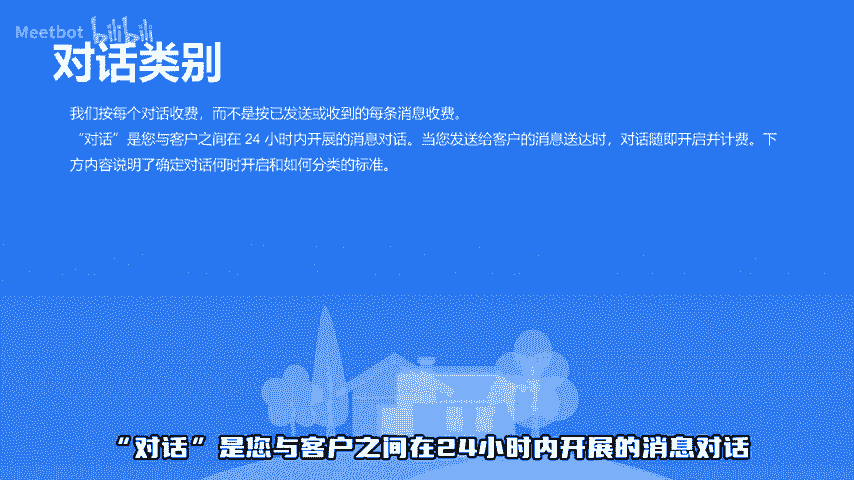 Meetbot bilibili
对话类别
我们按每个对话收费，而不是按已发送或收到的每条消息收费。
“对话”是您与客户之间在 24 小时内开展的消息对话。当您发送给客户的消息送达时，对话随即开启并计费。下
方内容说明了确定对话何时开启和如何分类的标准。
“对话”是您与客户之间在24小时内开展的消息对话